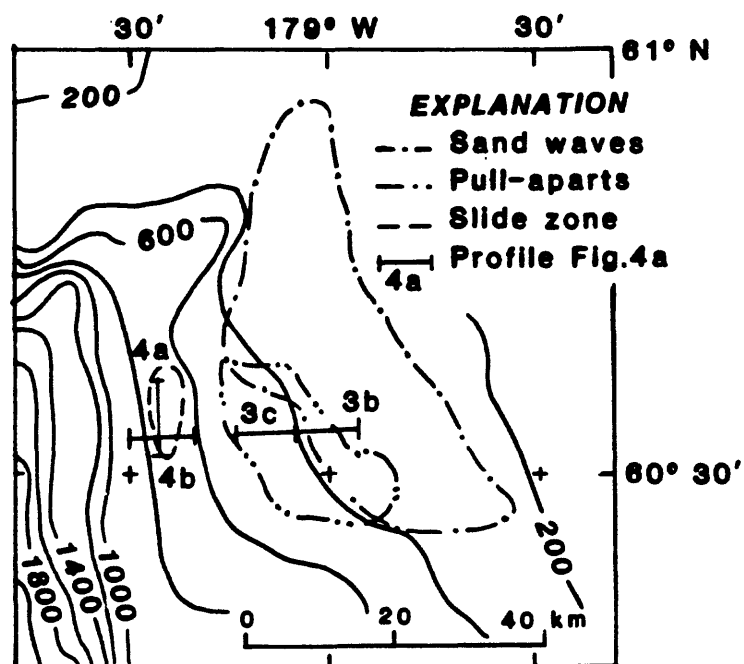 30' 179° W 30'
61° N
200
EXPLANATION
Sand waves
Pull-aparts
Slide zone
Profile Fig.4a
4a
600
4a
3c 3b
4b
60° 30'
200
1800 1400 1000
0 20 40 km